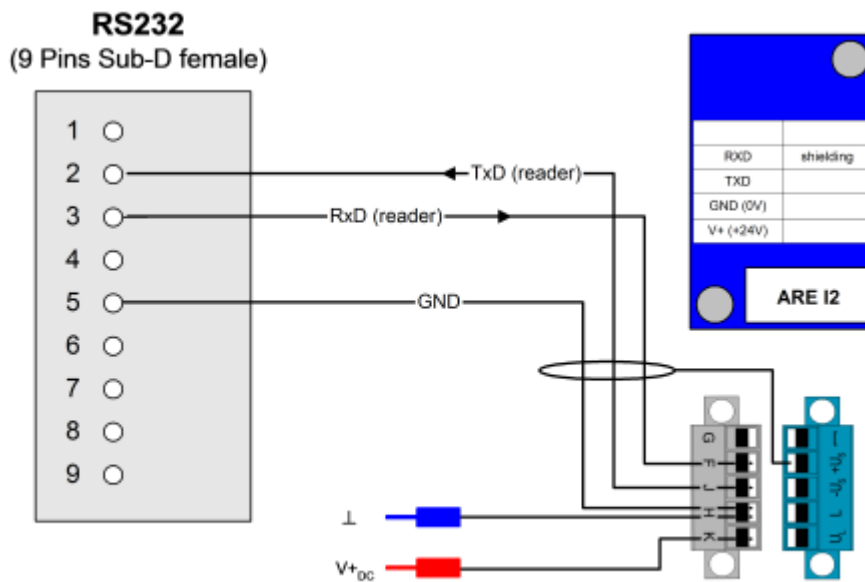 RS232
(9 Pins Sub-D female)
1
2
TxD (reader)
3
RxD (reader)
4
5
GND
6
7
8
9
RXD shielding
TXD
GND (0V)
V+ (+24V)
ARE I2
G
F
J
H
K
⊥
V+DC